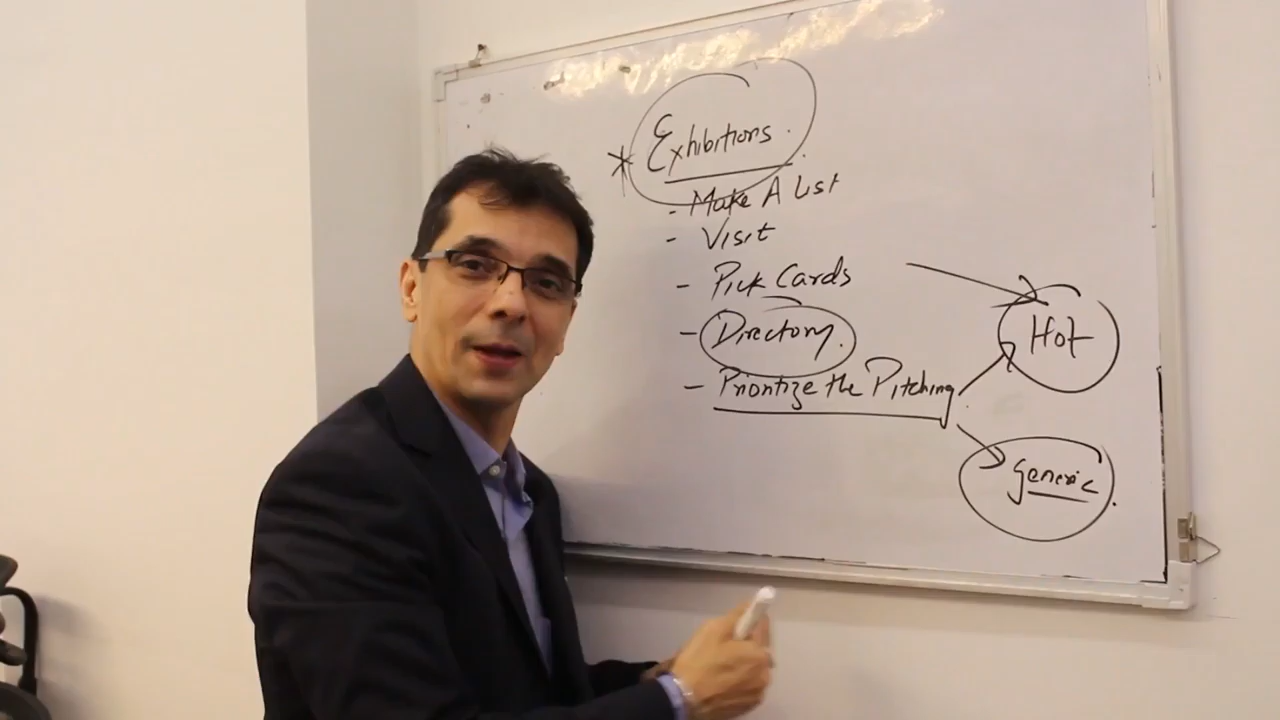 * Exhibitions.
- Make A List
- Visit
- Pick Cards
- Directory.
- Prioritize the Pitching
Hot
Generic